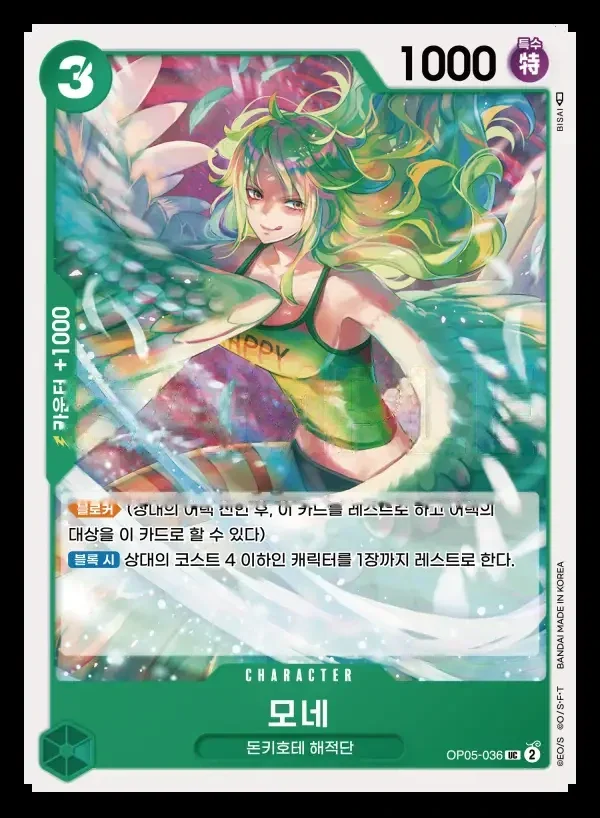 3
1000
특수
特
BISAI
카운터 +1000
HAPPY
블로커 (상대의 어택 선언 후, 이 카드를 레스트로 하고 어택의
대상을 이 카드로 할 수 있다)
블록 시 상대의 코스트 4 이하인 캐릭터를 1장까지 레스트로 한다.
CHARACTER
모네
돈키호테 해적단
OP05-036 UC 2
©EO/S ©O/S·F·T BANDAI MADE IN KOREA